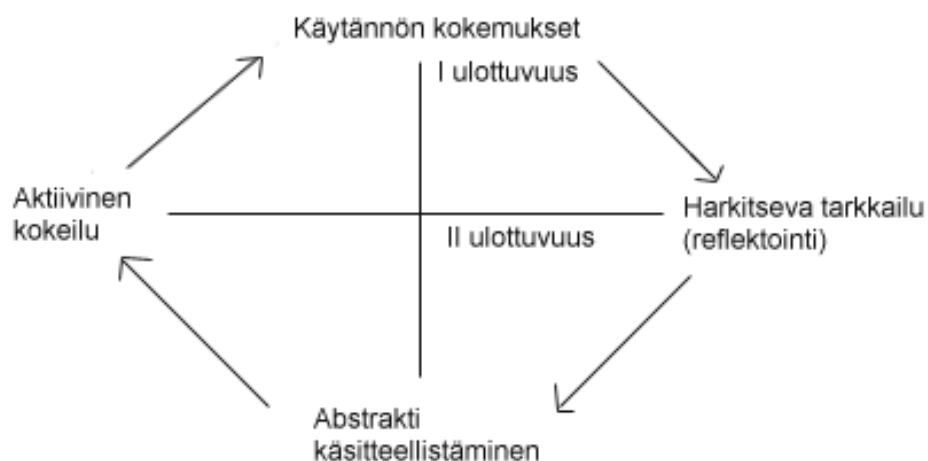 Käytännön kokemukset
I ulottuvuus
Aktiivinen
kokeilu
Harkitseva tarkkailu
(reflektointi)
II ulottuvuus
Abstrakti
käsitteellistäminen